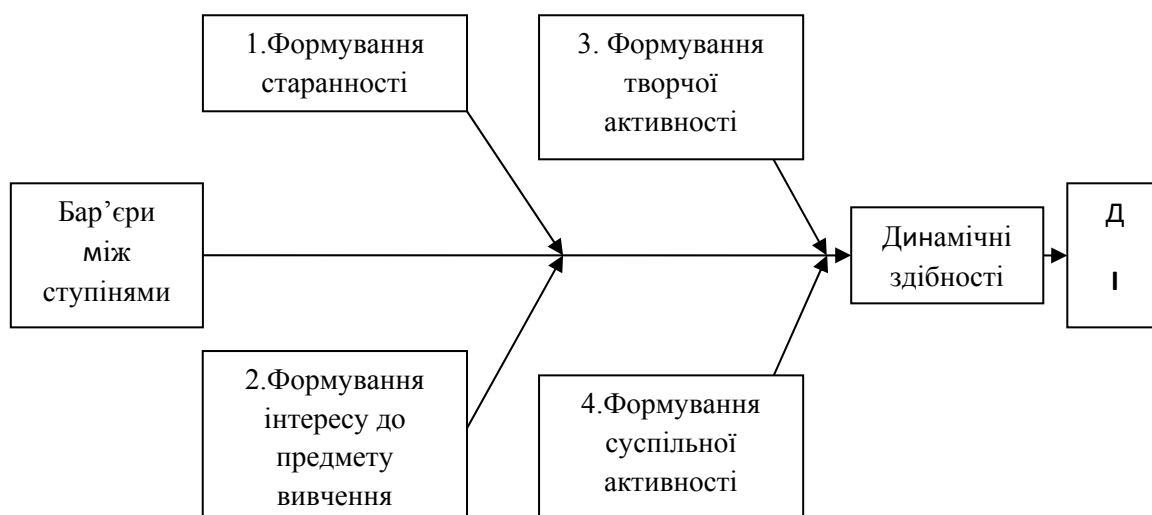 1.Формування
старанності
3. Формування
творчої
активності
Бар’єри
між
ступінями
Динамічні
здібності
Д
І
2.Формування
інтересу до
предмету
вивчення
4.Формування
суспільної
активності